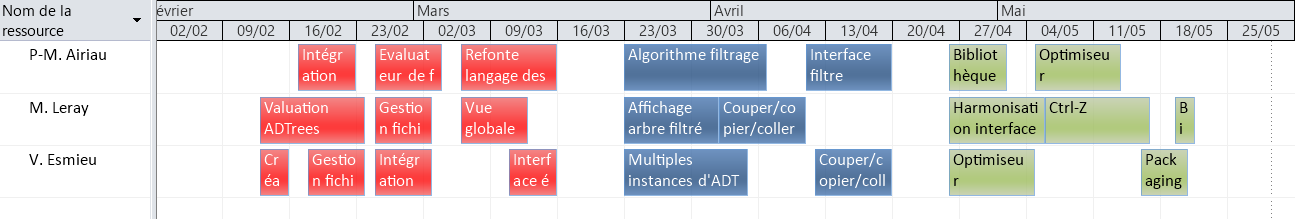 Nom de la
ressource
évrier
Mars
Avril
Mai
02/02 09/02 16/02 23/02 02/03 09/03 16/03 23/03 30/03 06/04 13/04 20/04 27/04 04/05 11/05 18/05 25/05
P-M. Airiau
Intégr
ation
Evaluat
eur de f
Refonte
langage des
Algorithme filtrage
Interface
filtre
Bibliot
hèque
Optimiseu
r
M. Leray
Valuation
ADTrees
Gestio
n fichi
Vue
globale
Affichage
arbre filtré
Couper/co
pier/coller
Harmonisati
on interface
Ctrl-Z
B
i
V. Esmieu
Cr
éa
Gestio
n fichi
Intégr
ation
Interf
ace é
Multiples
instances d'ADT
Couper/c
opier/coll
Optimiseu
r
Pack
aging